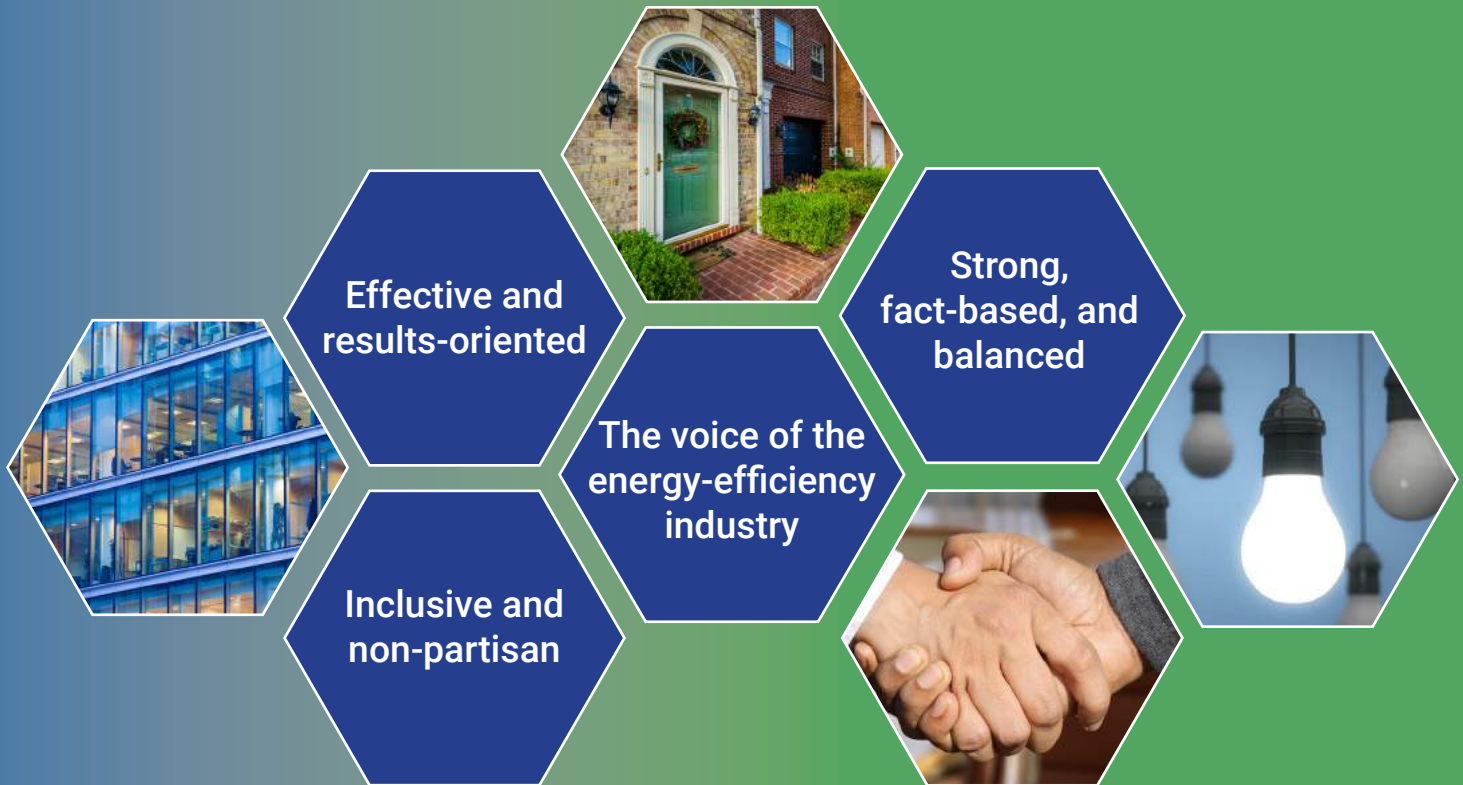 Effective and
results-oriented
Strong,
fact-based, and
balanced
The voice of the
energy-efficiency
industry
Inclusive and
non-partisan